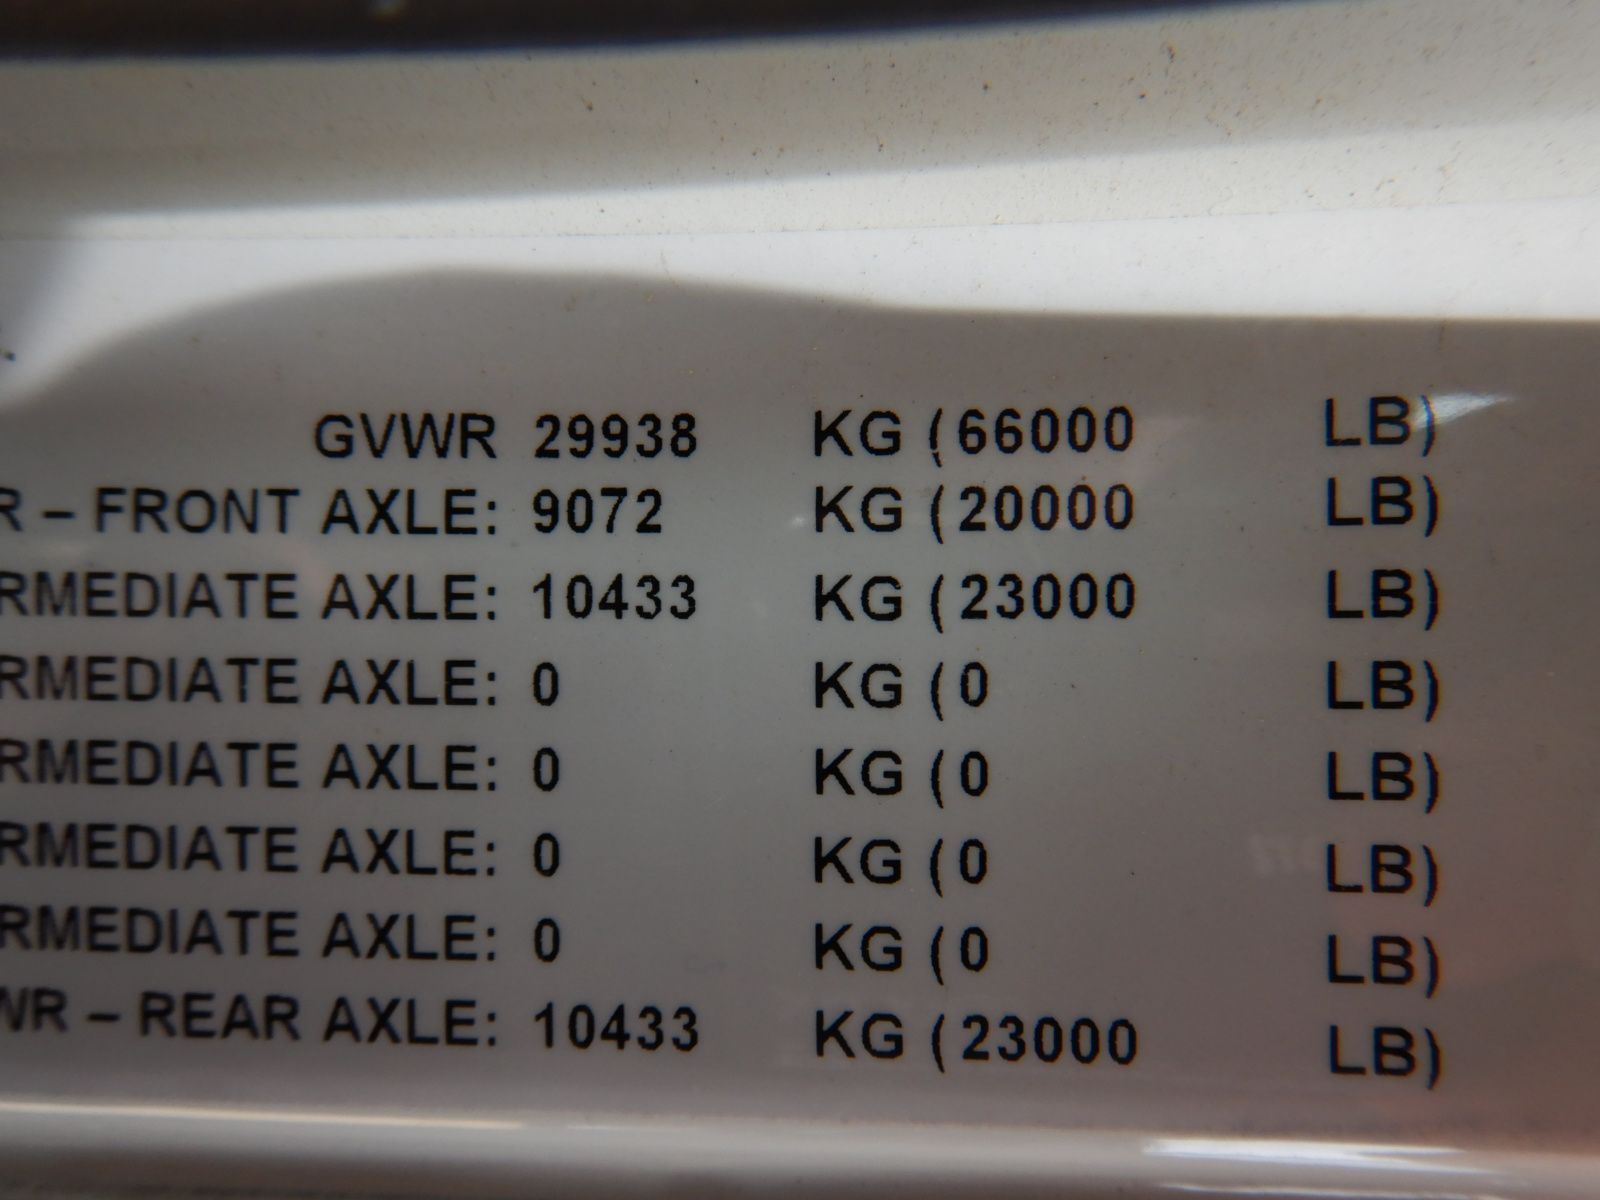 GVWR 29938 KG (66000 LB)
R – FRONT AXLE: 9072 KG (20000 LB)
RMEDIATE AXLE: 10433 KG (23000 LB)
RMEDIATE AXLE: 0 KG (0 LB)
RMEDIATE AXLE: 0 KG (0 LB)
RMEDIATE AXLE: 0 KG (0 LB)
RMEDIATE AXLE: 0 KG (0 LB)
WR – REAR AXLE: 10433 KG (23000 LB)